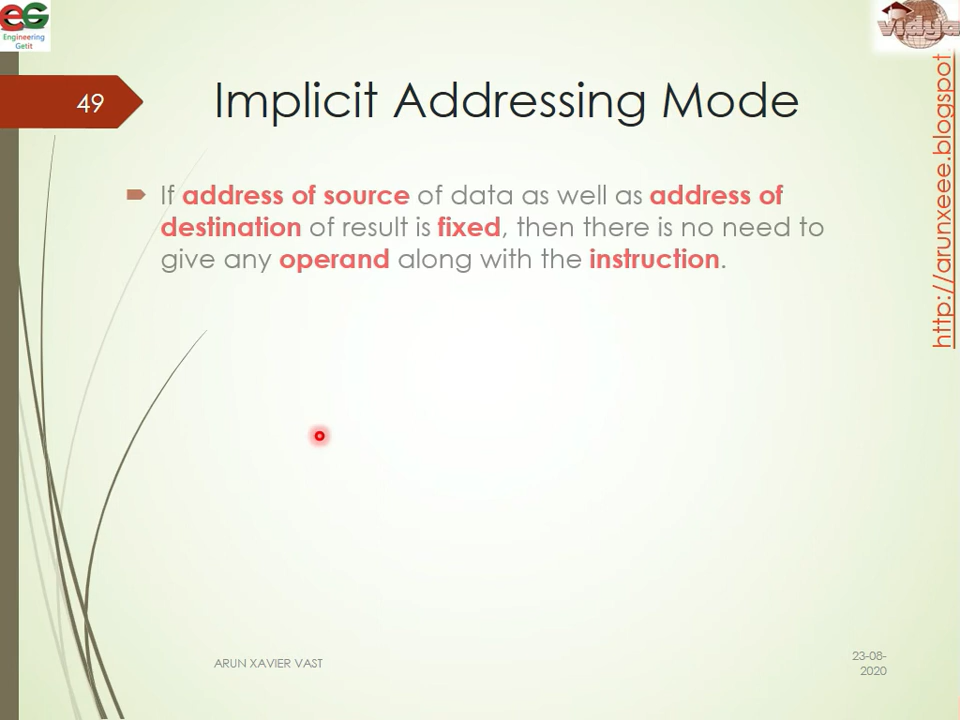 eG
Engineering
Getit
vidya
49
Implicit Addressing Mode
http://arunxeee.blogspot
If address of source of data as well as address of
destination of result is fixed, then there is no need to
give any operand along with the instruction.
ARUN XAVIER VAST
23-08-
2020